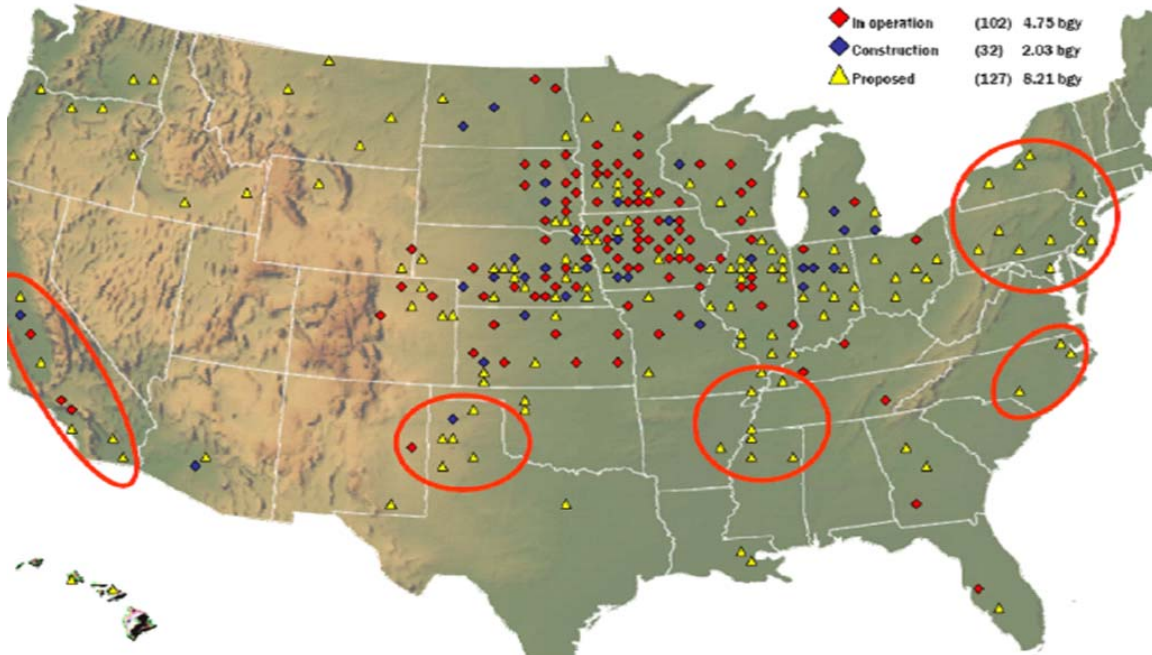 In operation (102) 4.75 bgy
Construction (32) 2.03 bgy
Proposed (127) 8.21 bgy